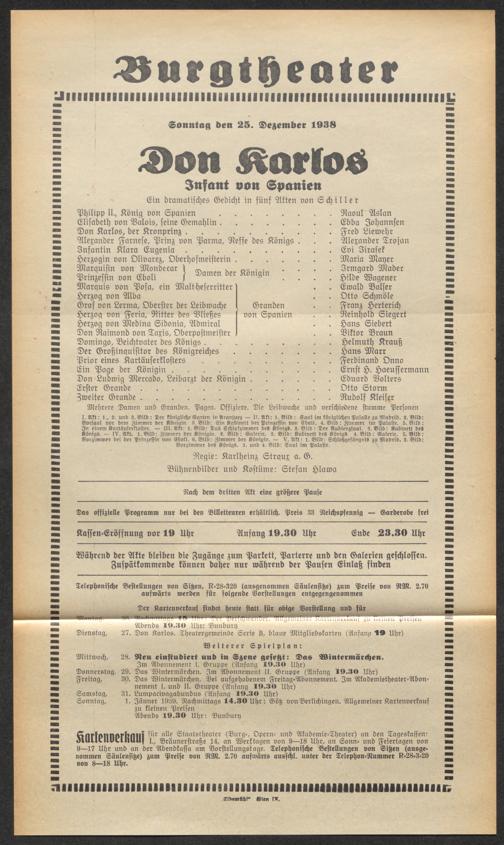 Burgtheater
Sonntag den 25. Dezember 1938
Don Karlos
Infant von Spanien
Ein dramatisches Gedicht in fünf Akten von Schiller
Philipp II., König von Spanien . . . . . . . Raoul Aslan
Elisabeth von Valois, seine Gemahlin . . . . . . Ebba Johannsen
Don Karlos, der Kronprinz . . . . . . . . Fred Liewehr
Alexander Farnese, Prinz von Parma, Neffe des Königs . . . Alexander Trojan
Infantin Klara Eugenia . . . . . . . . Evi Jirasek
Herzogin von Olivarez, Oberhofmeisterin . . . . . Maria Mayer
Marquisin von Mondecar } Damen der Königin . . . . Irmgard Mader
Prinzessin von Eboli . . . . Hilde Wagener
Marquis von Posa, ein Malteserritter . . Ewald Balser
Herzog von Alba . . Otto Schmöle
Graf von Lerma, Oberster der Leibwache } Granden . . Franz Herterich
Herzog von Feria, Ritter des Vließes von Spanien . . Reinhold Siegert
Herzog von Medina Sidonia, Admiral . . Hans Siebert
Don Raimond von Taxis, Oberpostmeister . . Viktor Braun
Domingo, Beichtvater des Königs . . . . . . Helmuth Krauß
Der Großinquisitor des Königreiches . . . . . Hans Marr
Prior eines Kartäuserklosters . . . . . . Ferdinand Onno
Ein Page der Königin . . . . . . . Ernst H. Haeussermann
Don Ludwig Mercado, Leibarzt der Königin . . . . Eduard Volters
Erster Grande . . . . . . . . Otto Storm
Zweiter Grande . . . . . . . . Rudolf Kleiser
Mehrere Damen und Granden. Pagen. Offiziere. Die Leibwache und verschiedene stumme Personen
Regie: Karlheinz Stroux a. G.
Bühnenbilder und Kostüme: Stefan Hlawa
Nach dem dritten Akt eine größere Pause
Das offizielle Programm nur bei den Billetteuren erhältlich. Preis 33 Reichspfennig — Garderobe frei
Kassen-Eröffnung vor 19 Uhr Anfang 19.30 Uhr Ende 23.30 Uhr
Während der Akte bleiben die Zugänge zum Parkett, Parterre und den Galerien geschlossen.
Zuspätkommende können daher nur während der Pausen Einlaß finden
Telephonische Bestellungen von Sitzen, R-28-320 (ausgenommen Säulensitze) zum Preise von RM. 2.70
aufwärts werden für folgende Vorstellungen entgegengenommen
Der Kartenverkauf findet heute statt für obige Vorstellung und für
Abends 19.30 Uhr Bunbury
Dienstag, 27. Don Karlos. Theatergemeinde Serie B, blaue Mitgliedskarten (Anfang 19 Uhr)
Weiterer Spielplan:
Mittwoch, 28. Neu einstudiert und in Szene gesetzt: Das Wintermärchen.
Im Abonnement I. Gruppe (Anfang 19.30 Uhr)
Donnerstag, 29. Das Wintermärchen. Im Abonnement II. Gruppe (Anfang 19.30 Uhr)
Freitag, 30. Das Wintermärchen. Bei aufgehobenem Freitag-Abonnement. Im Akademietheater-Abon-
nement I. und II. Gruppe (Anfang 19.30 Uhr)
Samstag, 31. Lumpacivagabundus (Anfang 19.30 Uhr)
Sonntag, 1. Jänner 1939. Nachmittags 14.30 Uhr: Götz von Berlichingen. Allgemeiner Kartenverkauf
zu kleinen Preisen
Abends 19.30 Uhr: Bunbury
Kartenverkauf für alle Staatstheater (Burg-, Opern- und Akademie-Theater) an den Tageskassen:
I., Bräunerstraße 14, an Werktagen von 9—18 Uhr, an Sonn- und Feiertagen von
9—17 Uhr und an der Abendkassa am Vorstellungstage. Telephonische Bestellungen von Sitzen (ausge-
nommen Säulensitze) zum Preise von RM. 2.70 aufwärts auschl. unter der Telephon-Nummer R-28-3-20
von 8—18 Uhr.